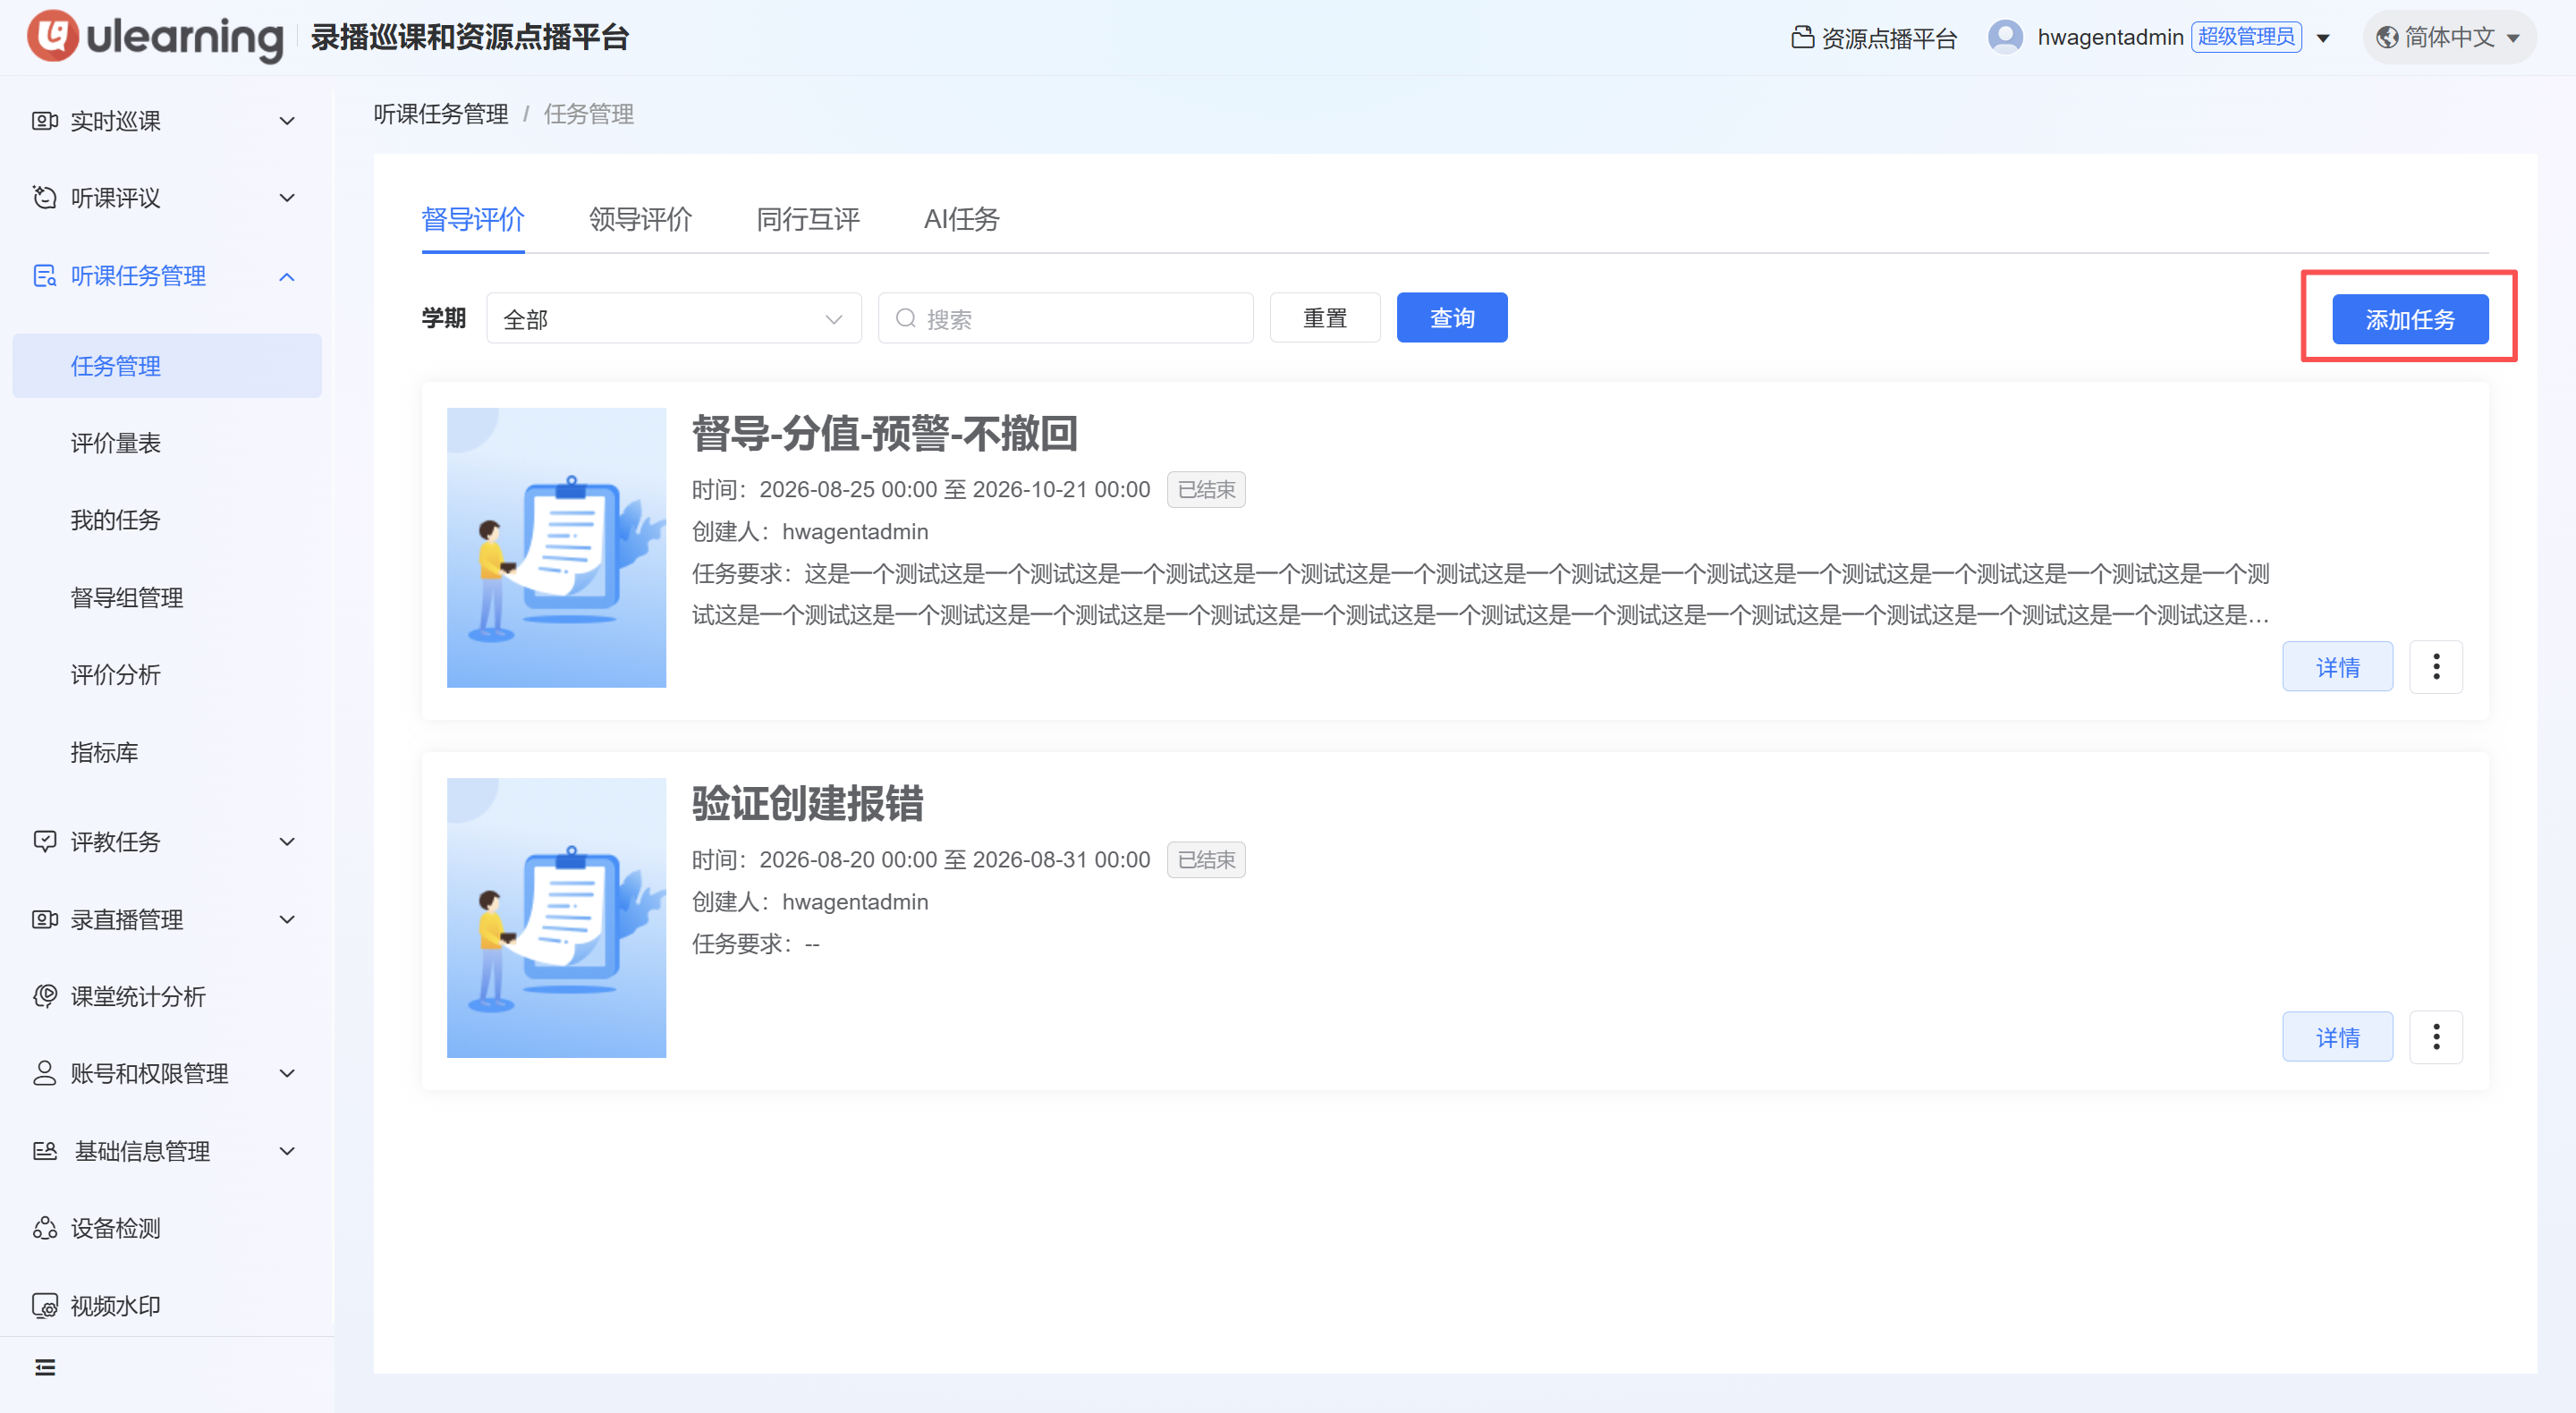 ulearning 录播巡课和资源点播平台 资源点播平台 hwagentadmin 超级管理员 简体中文
实时巡课
听课评议
听课任务管理
任务管理
评价量表
我的任务
督导组管理
评价分析
指标库
评教任务
录直播管理
课堂统计分析
账号和权限管理
基础信息管理
设备检测
视频水印
听课任务管理 / 任务管理
督导评价 领导评价 同行互评 AI任务
学期 全部 搜索 重置 查询 添加任务
督导-分值-预警-不撤回
时间：2026-08-25 00:00 至 2026-10-21 00:00 已结束
创建人：hwagentadmin
任务要求：这是一个测试这是一个测试这是一个测试这是一个测试这是一个测试这是一个测试这是一个测试这是一个测试这是一个测试这是一个测试这是一个测
试这是一个测试这是一个测试这是一个测试这是一个测试这是一个测试这是一个测试这是一个测试这是一个测试这是一个测试这是一个测试这是一个测试这是一个测试这是一个测试这是...
详情
验证创建报错
时间：2026-08-20 00:00 至 2026-08-31 00:00 已结束
创建人：hwagentadmin
任务要求：--
详情